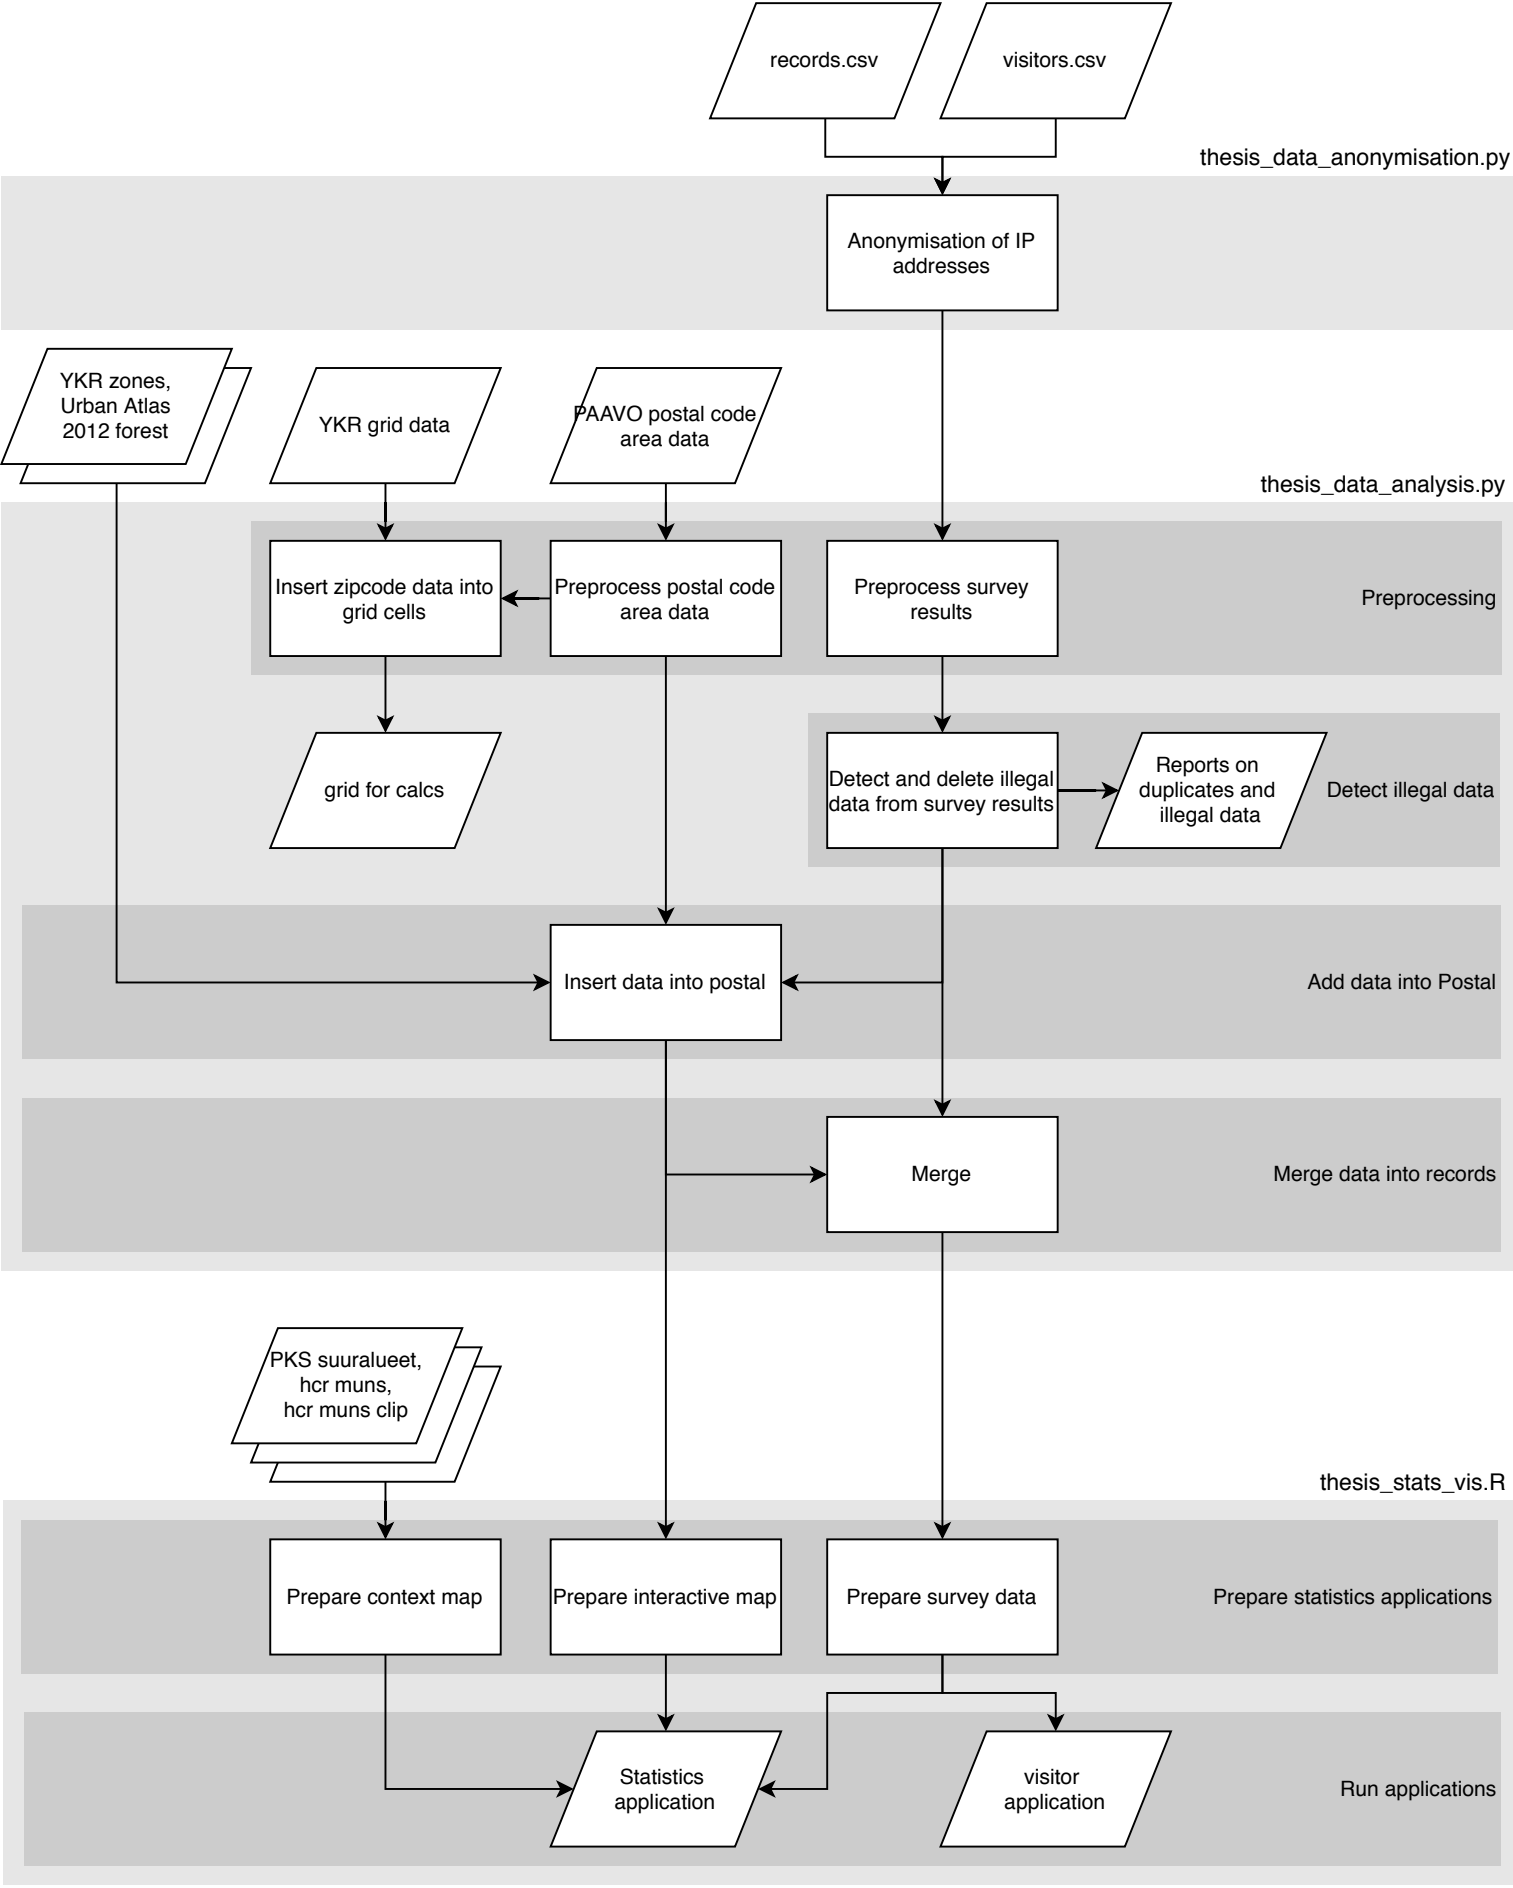 records.csv
visitors.csv
thesis_data_anonymisation.py
Anonymisation of IP
addresses
YKR zones,
Urban Atlas
2012 forest
YKR grid data
PAAVO postal code
area data
thesis_data_analysis.py
Insert zipcode data into
grid cells
Preprocess postal code
area data
Preprocess survey
results
Preprocessing
grid for calcs
Detect and delete illegal
data from survey results
Reports on
duplicates and
illegal data
Detect illegal data
Insert data into postal
Add data into Postal
Merge
Merge data into records
PKS suuralueet,
hcr muns,
hcr muns clip
thesis_stats_vis.R
Prepare context map
Prepare interactive map
Prepare survey data
Prepare statistics applications
Statistics
application
visitor
application
Run applications